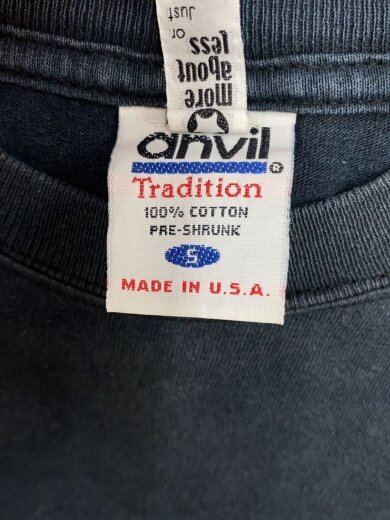 more
about
less
or
Just
anvil
®
Tradition
100% COTTON
PRE-SHRUNK
S
MADE IN U.S.A.